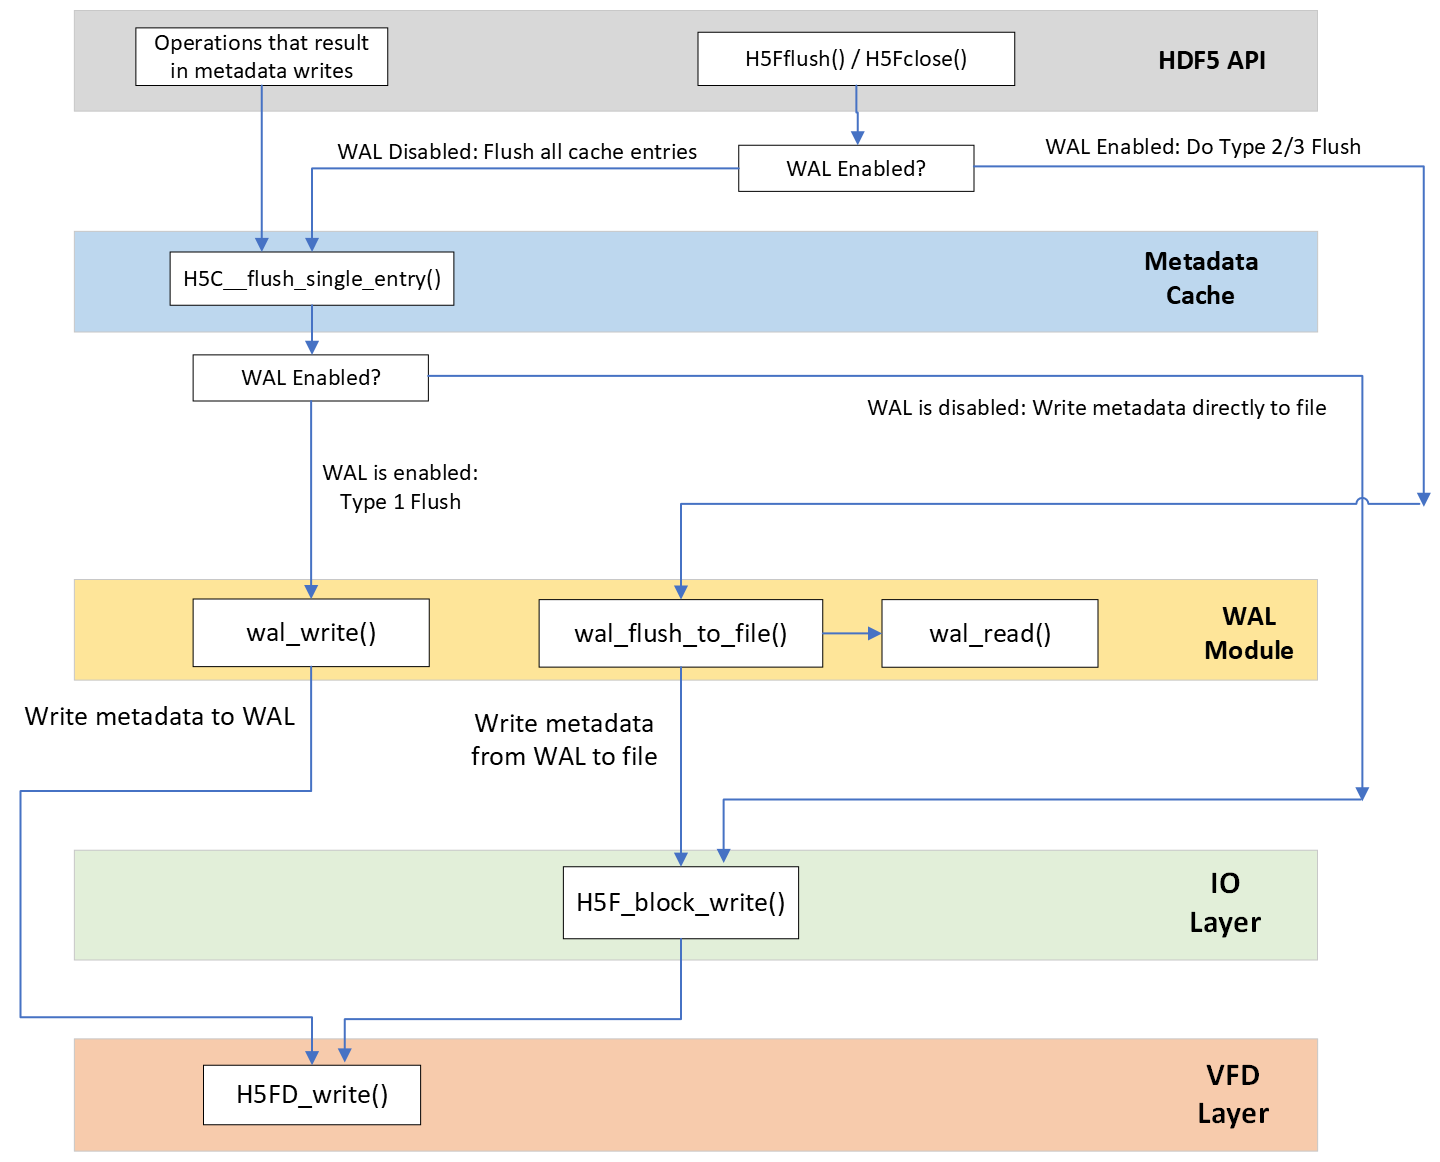 Operations that result
in metadata writes
H5Fflush() / H5Fclose()
HDF5 API
WAL Disabled: Flush all cache entries
WAL Enabled?
WAL Enabled: Do Type 2/3 Flush
H5C__flush_single_entry()
Metadata
Cache
WAL Enabled?
WAL is disabled: Write metadata directly to file
WAL is enabled:
Type 1 Flush
wal_write()
wal_flush_to_file()
wal_read()
WAL
Module
Write metadata to WAL
Write metadata
from WAL to file
H5F_block_write()
IO
Layer
H5FD_write()
VFD
Layer